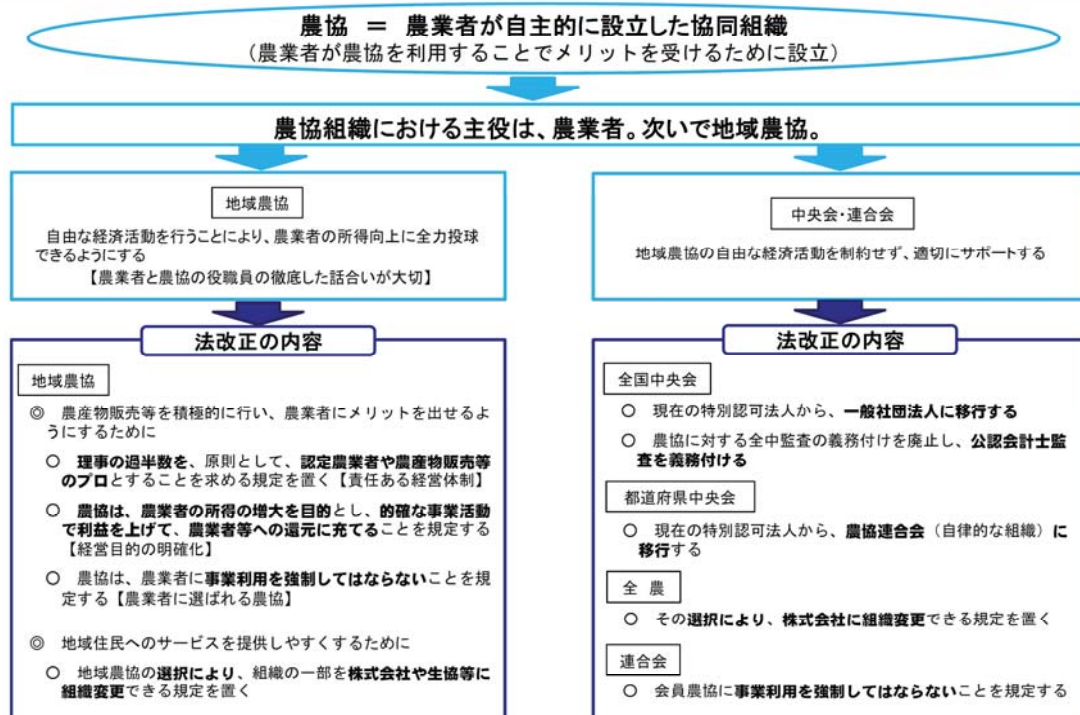 農協 = 農業者が自主的に設立した協同組織
(農業者が農協を利用することでメリットを受けるために設立)
農協組織における主役は、農業者。次いで地域農協。
地域農協
自由な経済活動を行うことにより、農業者の所得向上に全力投球
できるようにする
【農業者と農協の役職員の徹底した話合いが大切】
中央会・連合会
地域農協の自由な経済活動を制約せず、適切にサポートする
法改正の内容
地域農協
◎ 農産物販売等を積極的に行い、農業者にメリットを出せるよ
うにするために
○ 理事の過半数を、原則として、認定農業者や農産物販売等
のプロとすることを求める規定を置く【責任ある経営体制】
○ 農協は、農業者の所得の増大を目的とし、的確な事業活動
で利益を上げて、農業者等への還元に充てることを規定する
【経営目的の明確化】
○ 農協は、農業者に事業利用を強制してはならないことを規
定する【農業者に選ばれる農協】
◎ 地域住民へのサービスを提供しやすくするために
○ 地域農協の選択により、組織の一部を株式会社や生協等に
組織変更できる規定を置く
法改正の内容
全国中央会
○ 現在の特別認可法人から、一般社団法人に移行する
○ 農協に対する全中監査の義務付けを廃止し、公認会計士監
査を義務付ける
都道府県中央会
○ 現在の特別認可法人から、農協連合会(自律的な組織)に
移行する
全 農
○ その選択により、株式会社に組織変更できる規定を置く
連合会
○ 会員農協に事業利用を強制してはならないことを規定する